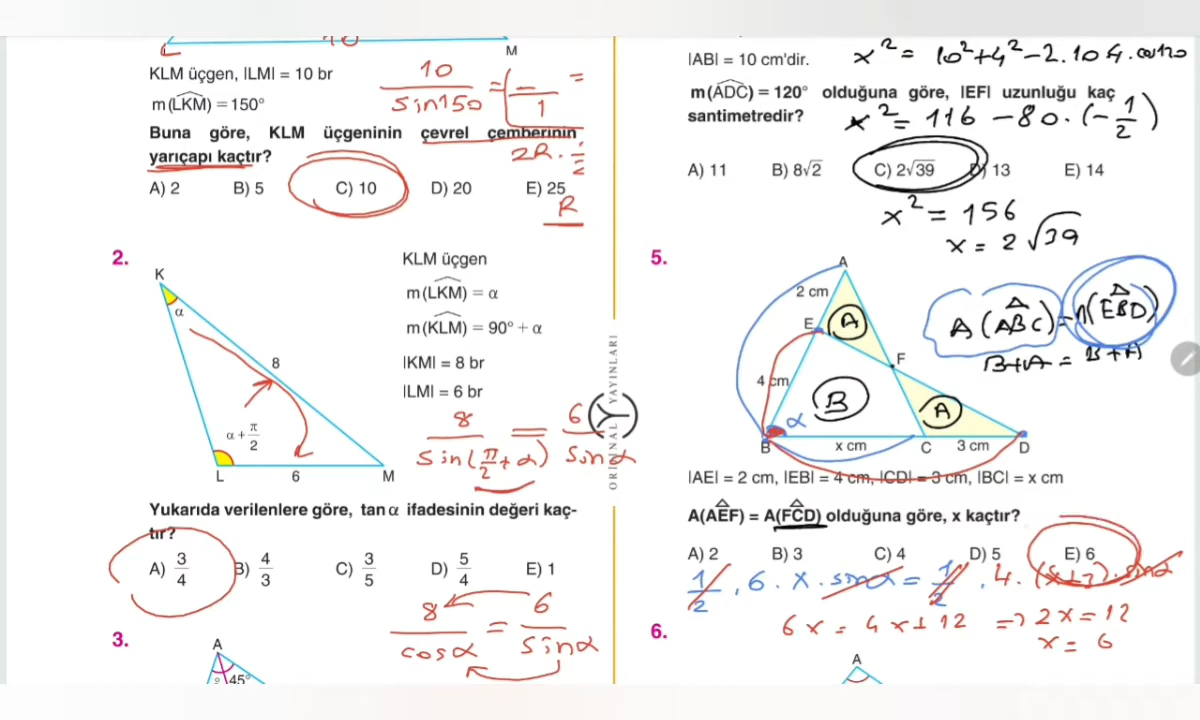 10
L
M
KLM üçgen, |LM| = 10 br
m(LKM) = 150°
Buna göre, KLM üçgeninin çevrel çemberinin
yarıçapı kaçtır?
A) 2 B) 5 C) 10 D) 20 E) 25
10 / sin150 = / 1 =
2R . 1/2
R
2.
K
α
8
α + π/2
L
6
M
KLM üçgen
m(LKM) = α
m(KLM) = 90° + α
|KM| = 8 br
|LM| = 6 br
8 / sin(π/2 + α) = 6 / sinα
Yukarıda verilenlere göre, tan α ifadesinin değeri kaç-
tır?
A) 3/4 B) 4/3 C) 3/5 D) 5/4 E) 1
8 / cosα = 6 / sinα
3.
A
45°
ORİJİNAL YAYINLARI
|AB| = 10 cm'dir.
x² = 10² + 4² - 2.10 4. cos120
m(ADC) = 120° olduğuna göre, |EF| uzunluğu kaç
santimetredir?
x² = 116 - 80 . (-1/2)
A) 11 B) 8√2 C) 2√39 D) 13 E) 14
x² = 156
x = 2√39
5.
A
2 cm
E
A
F
4 cm
B
A
α
B
x cm
C
3 cm
D
A(ABC) = A(EBD)
B+A = B+A
|AE| = 2 cm, |EB| = 4 cm, |CD| = 3 cm, |BC| = x cm
A(AEF) = A(FCD) olduğuna göre, x kaçtır?
A) 2 B) 3 C) 4 D) 5 E) 6
1/2 . 6 . x . sinα = 1/2 . 4 . (x+3) . sinα
6x = 4x + 12 => 2x = 12
x = 6
6.
A